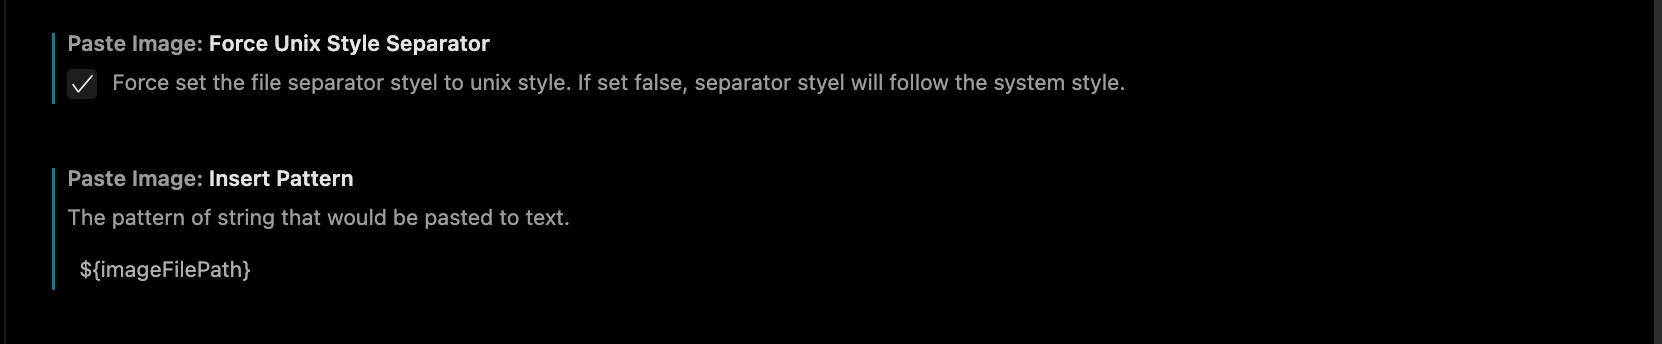 Paste Image: Force Unix Style Separator
Force set the file separator styel to unix style. If set false, separator styel will follow the system style.
Paste Image: Insert Pattern
The pattern of string that would be pasted to text.
${imageFilePath}